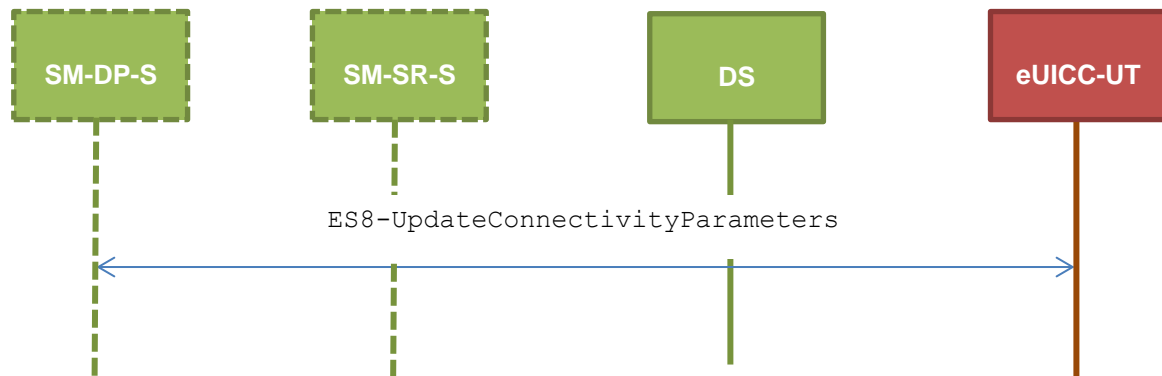 SM-DP-S
SM-SR-S
DS
eUICC-UT
ES8-UpdateConnectivityParameters